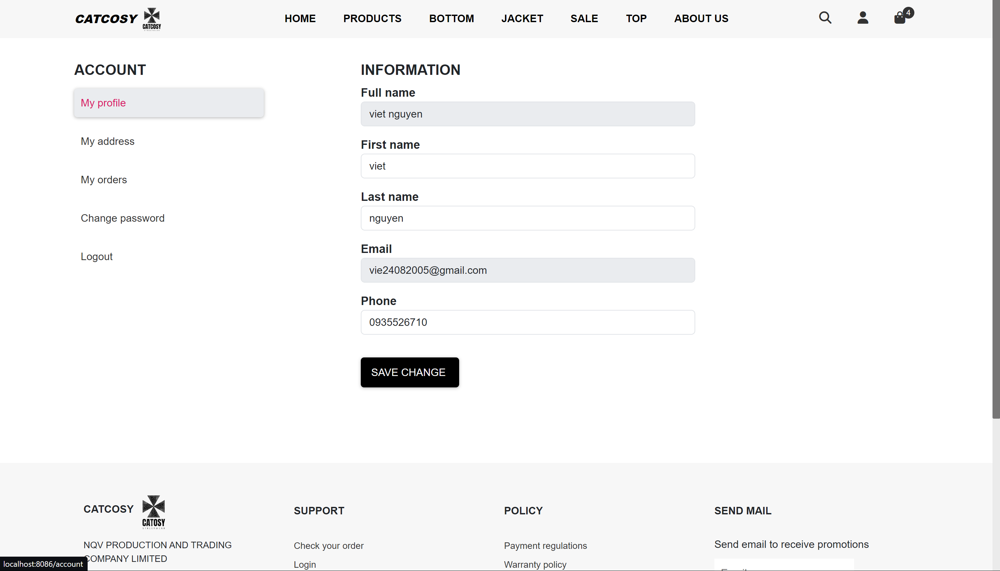 CATCOSY
CATCOSY
STREETWEAR
HOME
PRODUCTS
BOTTOM
JACKET
SALE
TOP
ABOUT US
4
ACCOUNT
My profile
My address
My orders
Change password
Logout
INFORMATION
Full name
viet nguyen
First name
viet
Last name
nguyen
Email
vie24082005@gmail.com
Phone
0935526710
SAVE CHANGE
CATCOSY
CATOSY
STREETWEAR
NQV PRODUCTION AND TRADING
COMPANY LIMITED
SUPPORT
Check your order
Login
POLICY
Payment regulations
Warranty policy
SEND MAIL
Send email to receive promotions
localhost:8086/account